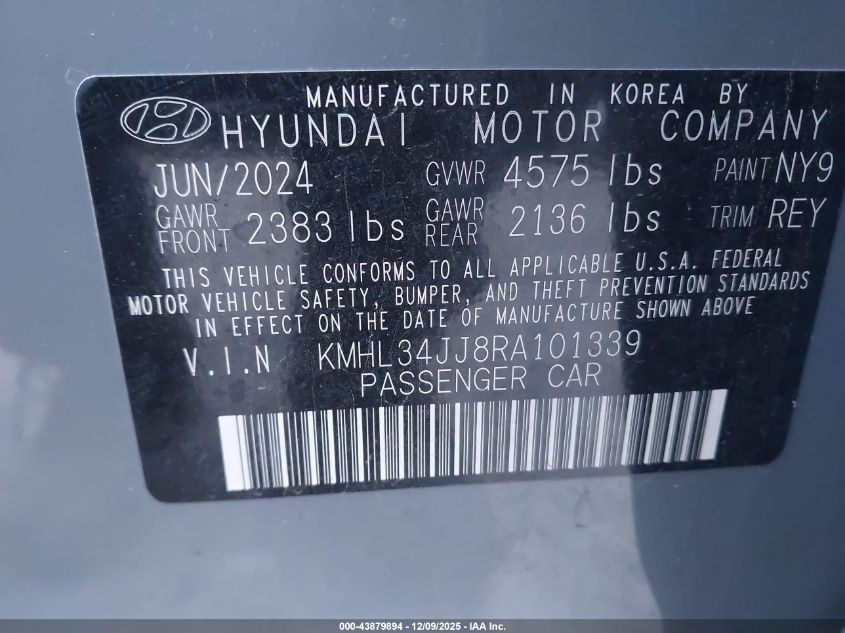 MANUFACTURED IN KOREA BY
HYUNDAI MOTOR COMPANY
JUN/2024 GVWR 4575 lbs PAINT NY9
GAWR FRONT 2383 lbs GAWR REAR 2136 lbs TRIM REY
THIS VEHICLE CONFORMS TO ALL APPLICABLE U.S.A. FEDERAL
MOTOR VEHICLE SAFETY, BUMPER, AND THEFT PREVENTION STANDARDS
IN EFFECT ON THE DATE OF MANUFACTURE SHOWN ABOVE
V.I.N KMHL34JJ8RA101339
PASSENGER CAR
000-43879894 - 12/09/2025 - IAA Inc.